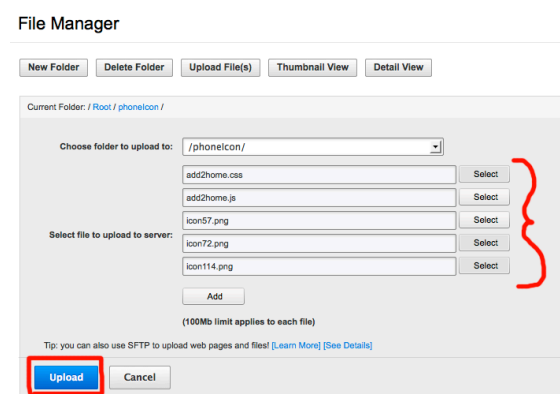 File Manager
New Folder Delete Folder Upload File(s) Thumbnail View Detail View
Current Folder: / Root / phoneIcon /
Choose folder to upload to: /phoneIcon/
add2home.css Select
add2home.js Select
icon57.png Select
Select file to upload to server: icon72.png Select
icon114.png Select
Add
(100Mb limit applies to each file)
Tip: you can also use SFTP to upload web pages and files! [Learn More] [See Details]
Upload Cancel